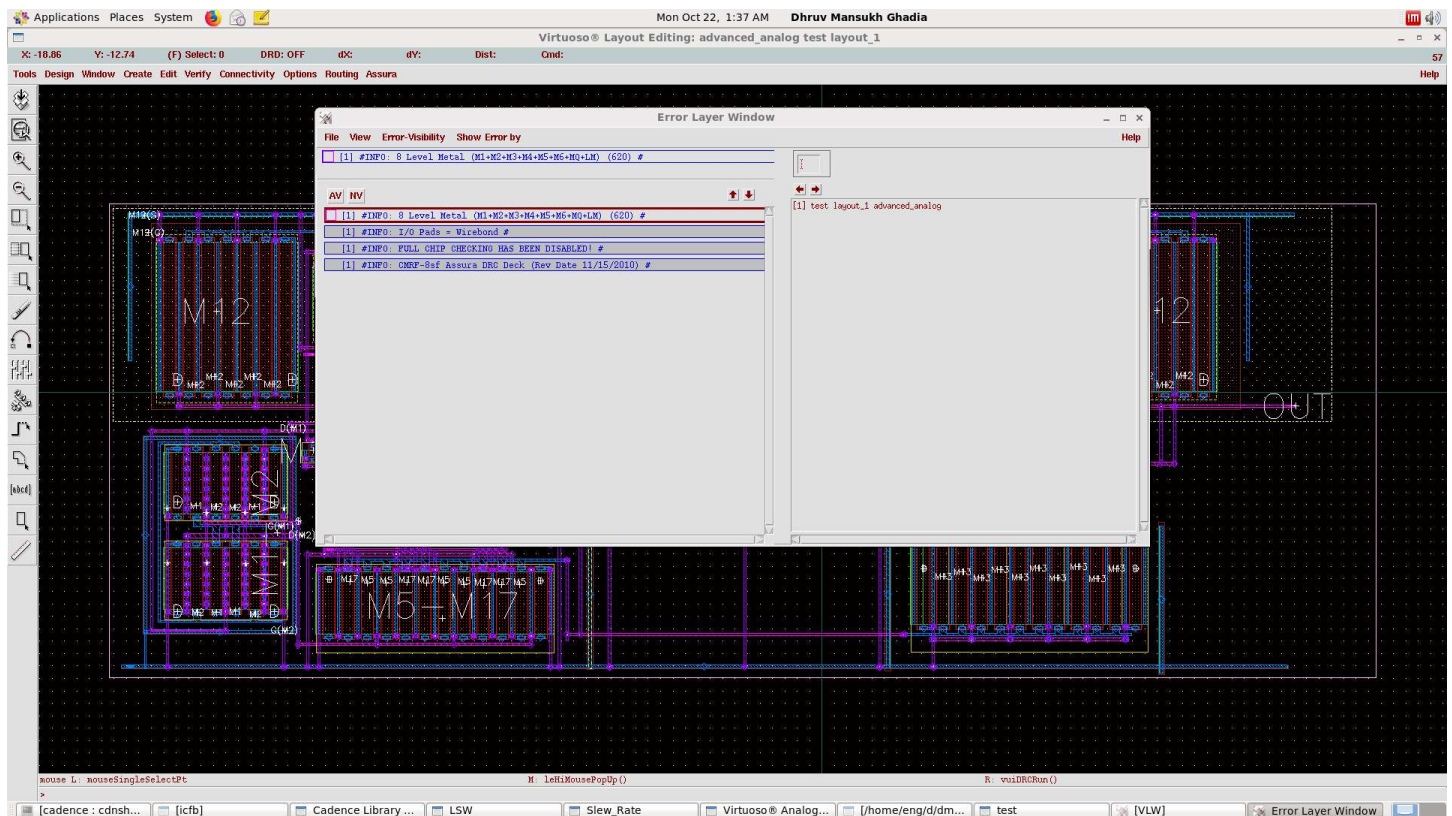 Applications Places System Mon Oct 22, 1:37 AM Dhruv Mansukh Ghadia
Virtuoso® Layout Editing: advanced_analog test layout_1
X: -18.86 Y: -12.74 (F) Select: 0 DRD: OFF dX: dY: Dist: Cmd: 57
Tools Design Window Create Edit Verify Connectivity Options Routing Assura Help
Error Layer Window
File View Error-Visibility Show Error by Help
[1] #INFO: 8 Level Metal (M1+M2+M3+M4+M5+M6+MQ+LM) (620) #
AV NV
[1] #INFO: 8 Level Metal (M1+M2+M3+M4+M5+M6+MQ+LM) (620) #
[1] #INFO: I/O Pads = Wirebond #
[1] #INFO: FULL CHIP CHECKING HAS BEEN DISABLED! #
[1] #INFO: CMRF-8sf Assura DRC Deck (Rev Date 11/15/2010) #
[1] test layout_1 advanced_analog
M12
OUT
D(M1)
D(M2)
G(M2)
M5-M17
[abcd]
mouse L: mouseSingleSelectPt M: leHiMousePopUp() R: vuiDRCRun()
>
[cadence : cdnsh... [icfb] Cadence Library ... LSW Slew_Rate Virtuoso® Analog... [/home/eng/d/dm... test [VLW] Error Layer Window